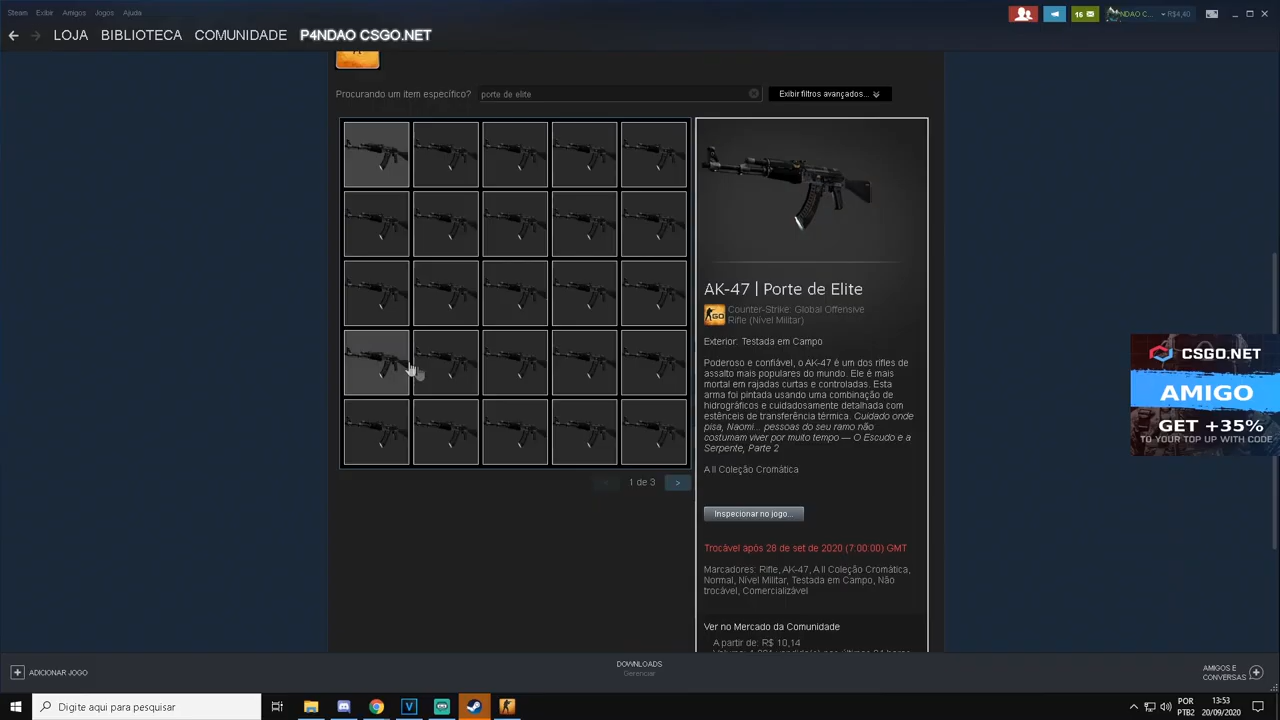 Steam Exibir Amigos Jogos Ajuda
16
R$4,40
LOJA BIBLIOTECA COMUNIDADE P4NDAO CSGO.NET
Procurando um item específico? porte de elite Exibir filtros avançados...
AK-47 | Porte de Elite
Counter-Strike: Global Offensive
Rifle (Nível Militar)
Exterior: Testada em Campo
Poderoso e confiável, o AK-47 é um dos rifles de
assalto mais populares do mundo. Ele é mais
mortal em rajadas curtas e controladas. Esta
arma foi pintada usando uma combinação de
hidrográficos e cuidadosamente detalhada com
estênceis de transferência térmica. Cuidado onde
pisa, Naomi... pessoas do seu ramo não
costumam viver por muito tempo — O Escudo e a
Serpente, Parte 2
A II Coleção Cromática
Inspecionar no jogo...
Trocável após 28 de set de 2020 (7:00:00) GMT
Marcadores: Rifle, AK-47, A II Coleção Cromática,
Normal, Nível Militar, Testada em Campo, Não
trocável, Comercializável
Ver no Mercado da Comunidade
A partir de: R$ 10,14
1 de 3 >
CSGO.NET
AMIGO
GET +35%
TO YOUR TOP UP WITH CODE
ADICIONAR JOGO
DOWNLOADS
Gerenciar
AMIGOS E
CONVERSAS
Digite aqui para pesquisar
POR
PTB2
13:53
20/09/2020